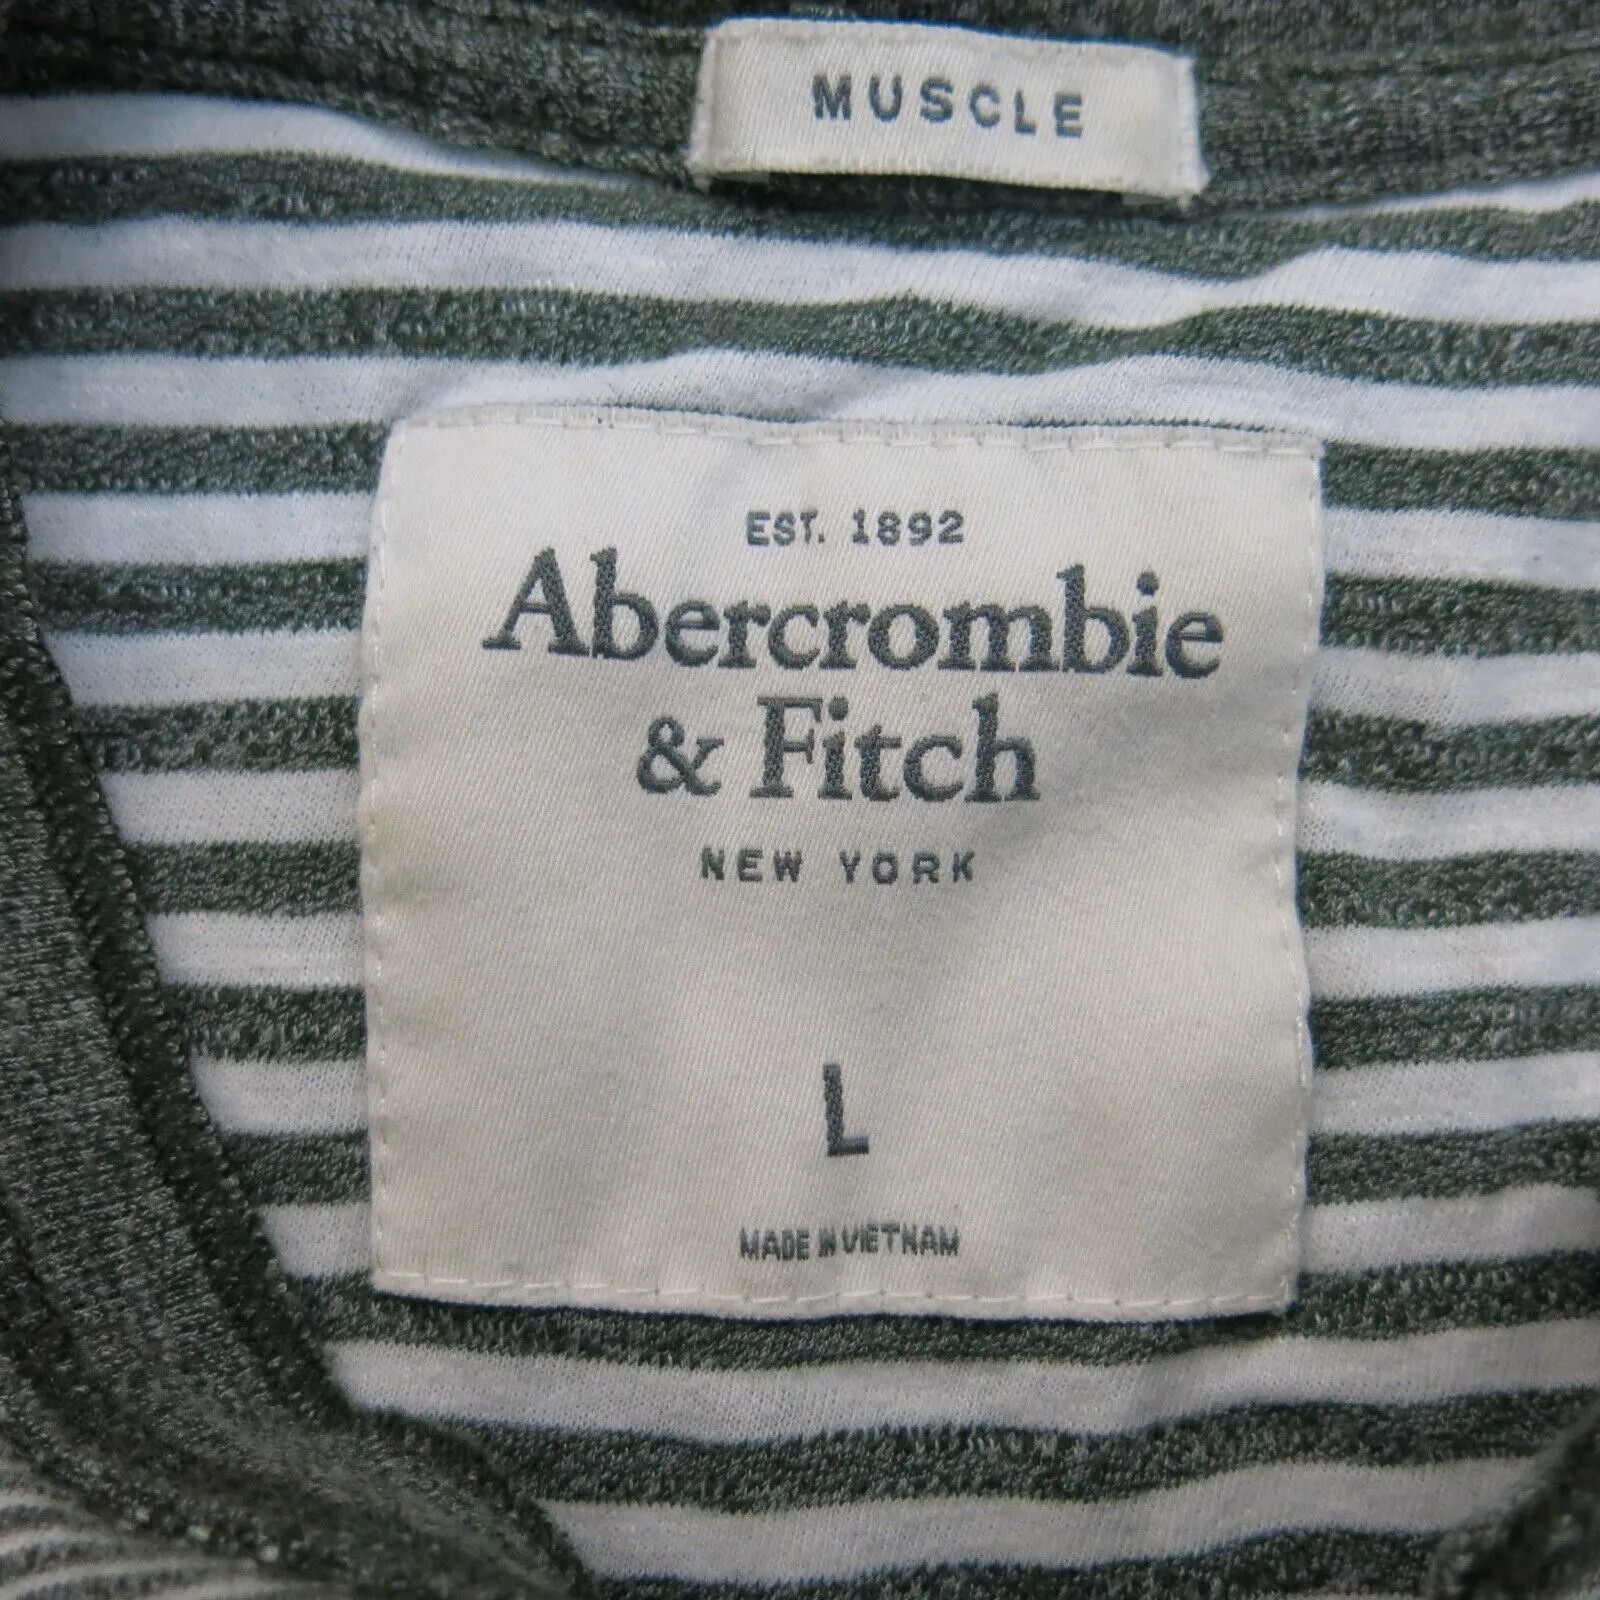 MUSCLE
EST. 1892
Abercrombie
& Fitch
NEW YORK
L
MADE IN VIETNAM